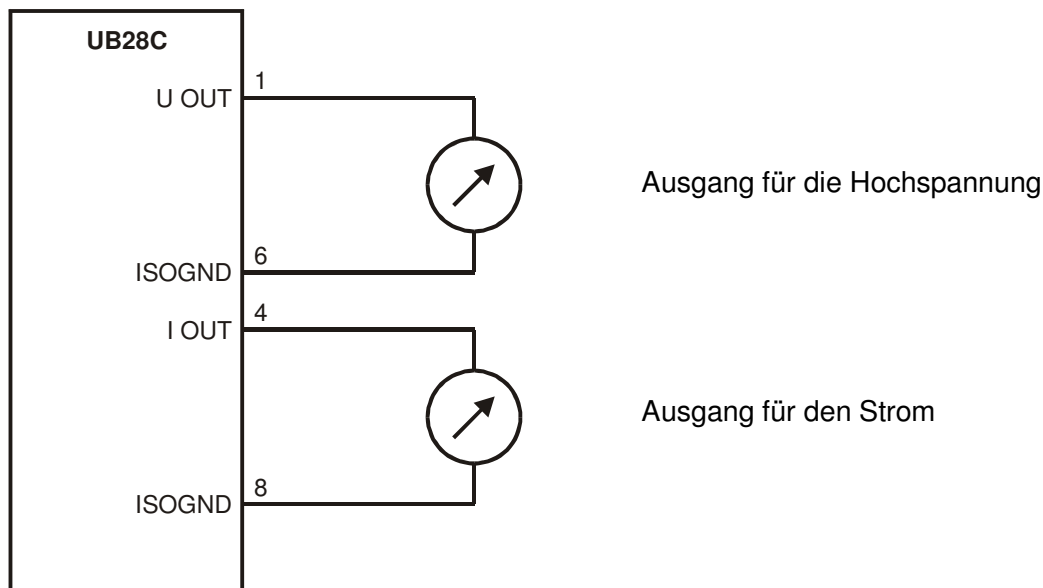 UB28C
U OUT 1
Ausgang für die Hochspannung
ISOGND 6
I OUT 4
Ausgang für den Strom
ISOGND 8